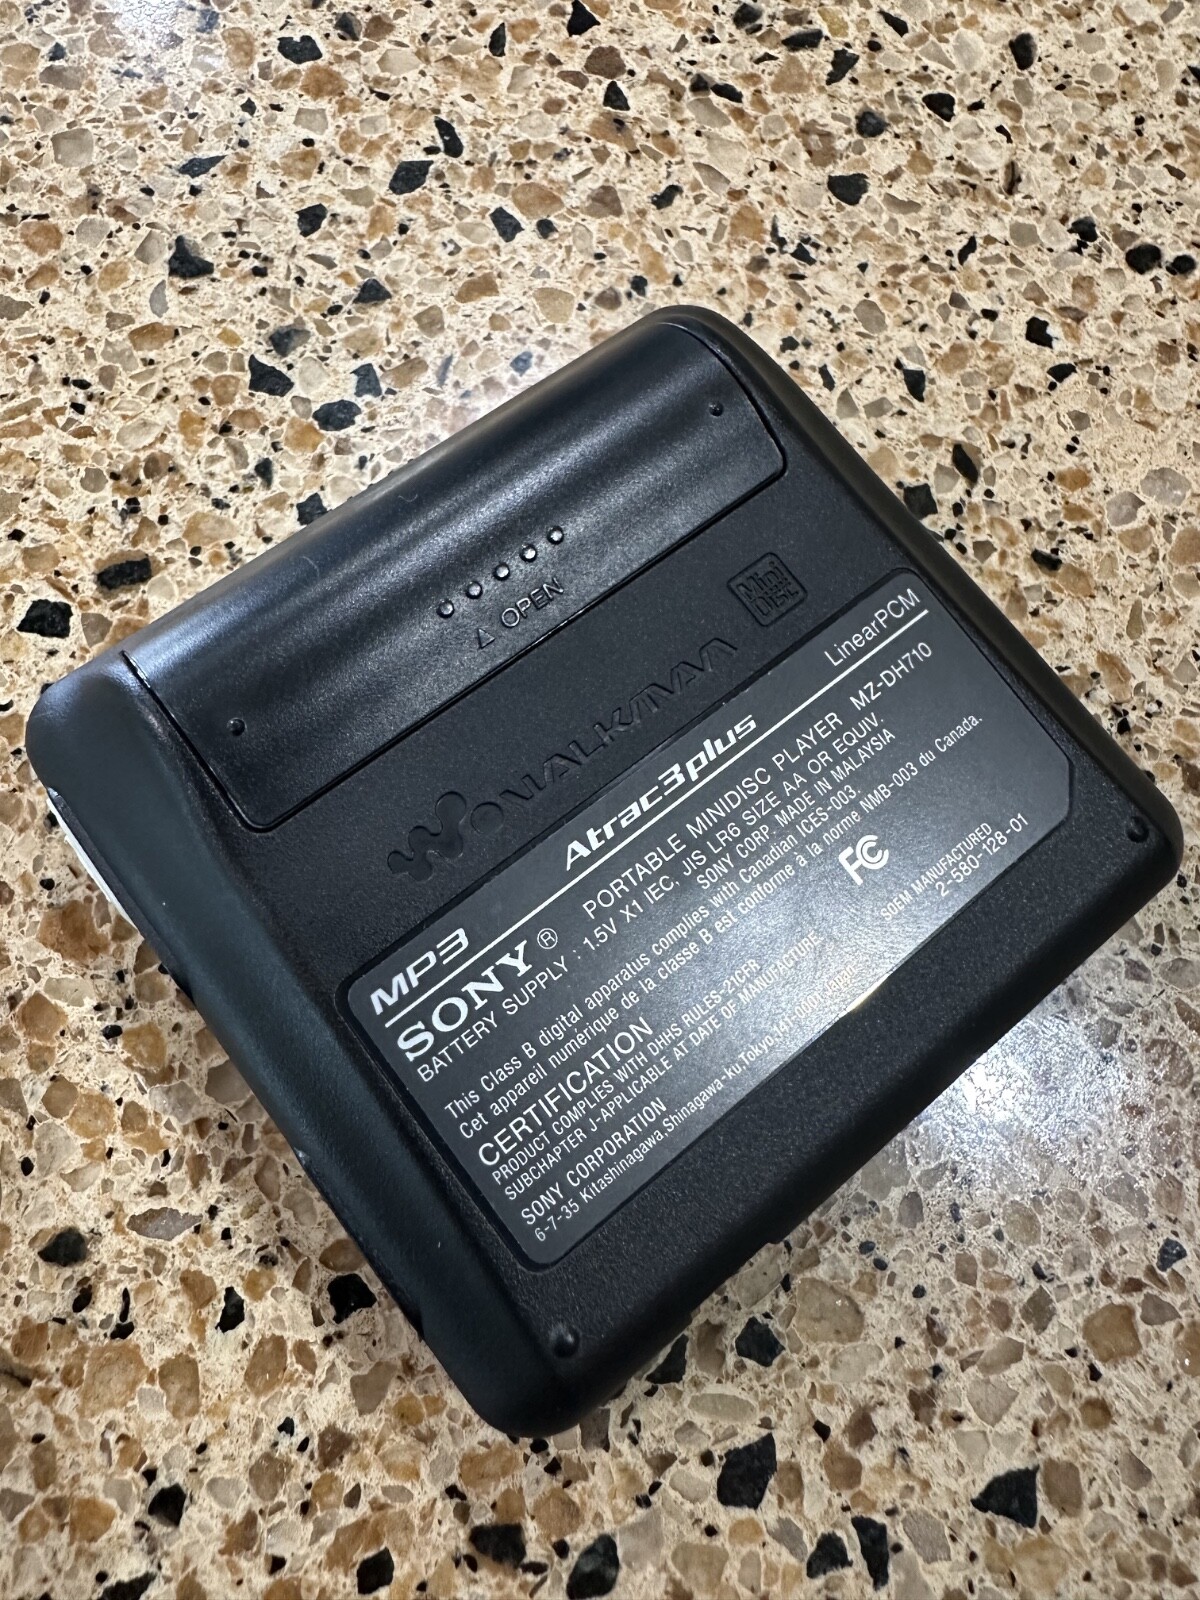 △ OPEN
WALKMAN
Mini Disc
MP3 Atrac3plus LinearPCM
SONY® PORTABLE MINIDISC PLAYER MZ-DH710
BATTERY SUPPLY : 1.5V X1 IEC, JIS LR6 SIZE AA OR EQUIV.
SONY CORP. MADE IN MALAYSIA
This Class B digital apparatus complies with Canadian ICES-003.
Cet appareil numérique de la classe B est conforme à la norme NMB-003 du Canada.
CERTIFICATION
PRODUCT COMPLIES WITH DHHS RULES-21CFR
SUBCHAPTER J-APPLICABLE AT DATE OF MANUFACTURE
FC
SOEM MANUFACTURED
2-580-128-01
SONY CORPORATION
6-7-35 Kitashinagawa,Shinagawa-ku,Tokyo,141-0001 Japan